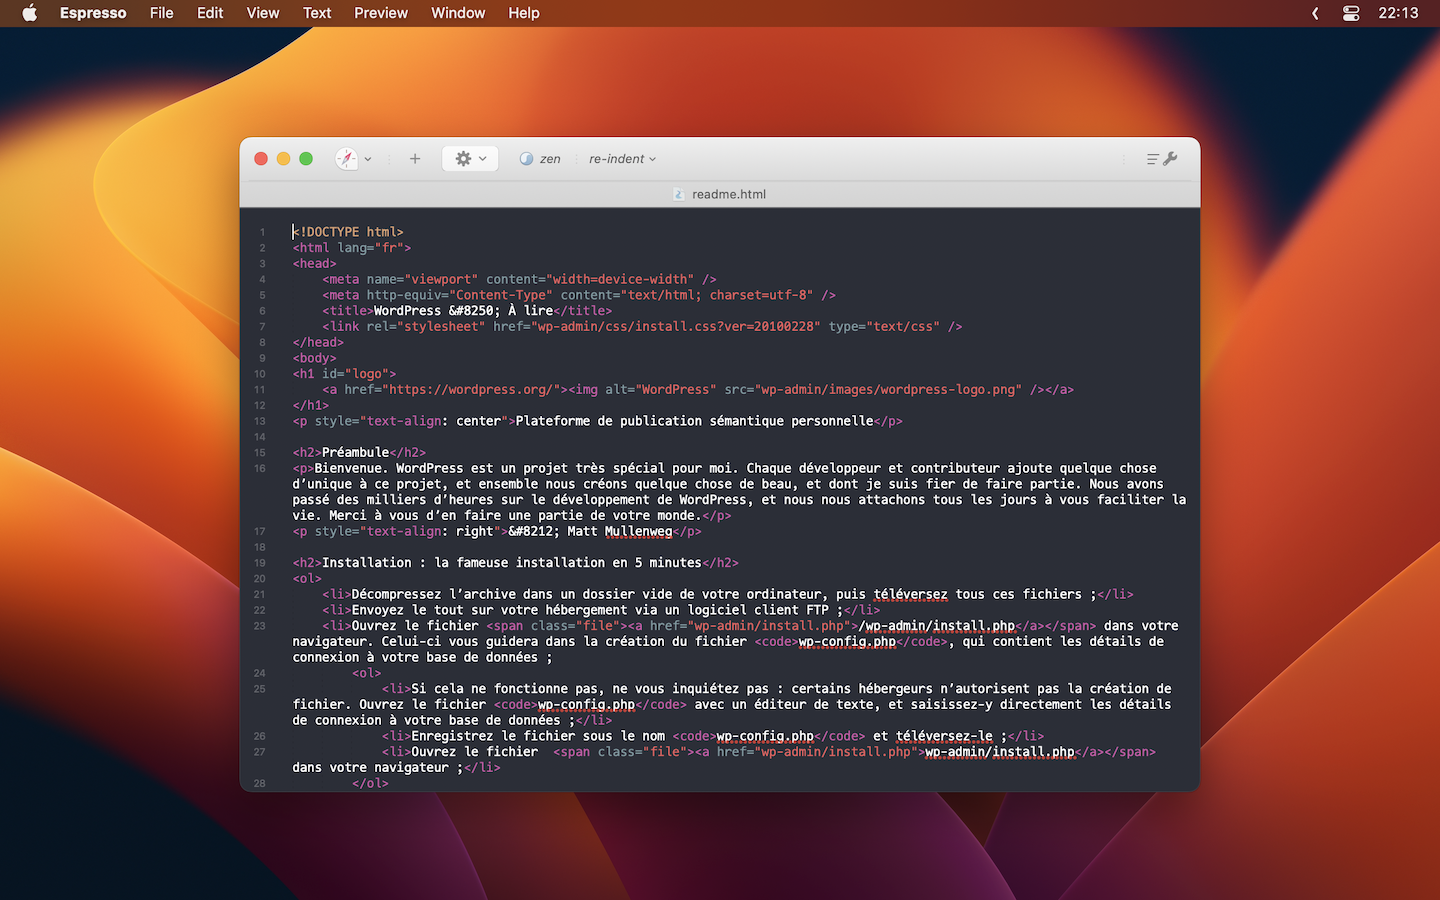 Espresso File Edit View Text Preview Window Help 22:13
zen re-indent
readme.html
1 <!DOCTYPE html>
2 <html lang="fr">
3 <head>
4 <meta name="viewport" content="width=device-width" />
5 <meta http-equiv="Content-Type" content="text/html; charset=utf-8" />
6 <title>WordPress &#8250; À lire</title>
7 <link rel="stylesheet" href="wp-admin/css/install.css?ver=20100228" type="text/css" />
8 </head>
9 <body>
10 <h1 id="logo">
11 <a href="https://wordpress.org/"><img alt="WordPress" src="wp-admin/images/wordpress-logo.png" /></a>
12 </h1>
13 <p style="text-align: center">Plateforme de publication sémantique personnelle</p>
14
15 <h2>Préambule</h2>
16 <p>Bienvenue. WordPress est un projet très spécial pour moi. Chaque développeur et contributeur ajoute quelque chose
d’unique à ce projet, et ensemble nous créons quelque chose de beau, et dont je suis fier de faire partie. Nous avons
passé des milliers d’heures sur le développement de WordPress, et nous nous attachons tous les jours à vous faciliter la
vie. Merci à vous d’en faire une partie de votre monde.</p>
17 <p style="text-align: right">&#8212; Matt Mullenweg</p>
18
19 <h2>Installation : la fameuse installation en 5 minutes</h2>
20 <ol>
21 <li>Décompressez l’archive dans un dossier vide de votre ordinateur, puis téléversez tous ces fichiers ;</li>
22 <li>Envoyez le tout sur votre hébergement via un logiciel client FTP ;</li>
23 <li>Ouvrez le fichier <span class="file"><a href="wp-admin/install.php">/wp-admin/install.php</a></span> dans votre
navigateur. Celui-ci vous guidera dans la création du fichier <code>wp-config.php</code>, qui contient les détails de
connexion à votre base de données ;
24 <ol>
25 <li>Si cela ne fonctionne pas, ne vous inquiétez pas : certains hébergeurs n’autorisent pas la création de
fichier. Ouvrez le fichier <code>wp-config.php</code> avec un éditeur de texte, et saisissez-y directement les détails
de connexion à votre base de données ;</li>
26 <li>Enregistrez le fichier sous le nom <code>wp-config.php</code> et téléversez-le ;</li>
27 <li>Ouvrez le fichier  <span class="file"><a href="wp-admin/install.php">wp-admin/install.php</a></span>
dans votre navigateur ;</li>
28 </ol>